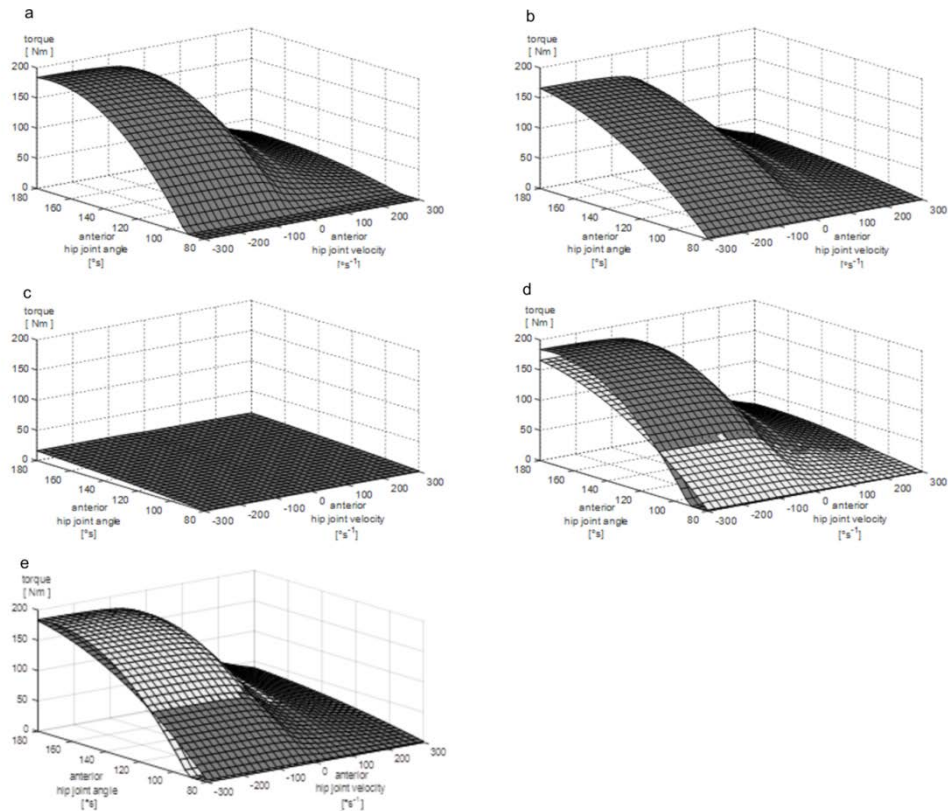 a
torque
[ Nm ]
200
150
100
50
0
180
160
140
120
100
80
anterior
hip joint angle
[°s]
-300
-200
-100
0
100
200
300
anterior
hip joint velocity
[°s-1]
b
torque
[ Nm ]
200
150
100
50
0
180
160
140
120
100
80
anterior
hip joint angle
[°s]
-300
-200
-100
0
100
200
300
anterior
hip joint velocity
[°s-1]
c
torque
[ Nm ]
200
150
100
50
0
180
160
140
120
100
80
anterior
hip joint angle
[°s]
-300
-200
-100
0
100
200
300
anterior
hip joint velocity
[°s-1]
d
torque
[ Nm ]
200
150
100
50
0
180
160
140
120
100
80
anterior
hip joint angle
[°s]
-300
-200
-100
0
100
200
300
anterior
hip joint velocity
[°s-1]
e
torque
[ Nm ]
200
150
100
50
0
180
160
140
120
100
80
anterior
hip joint angle
[°s]
-300
-200
-100
0
100
200
300
anterior
hip joint velocity
[°s-1]